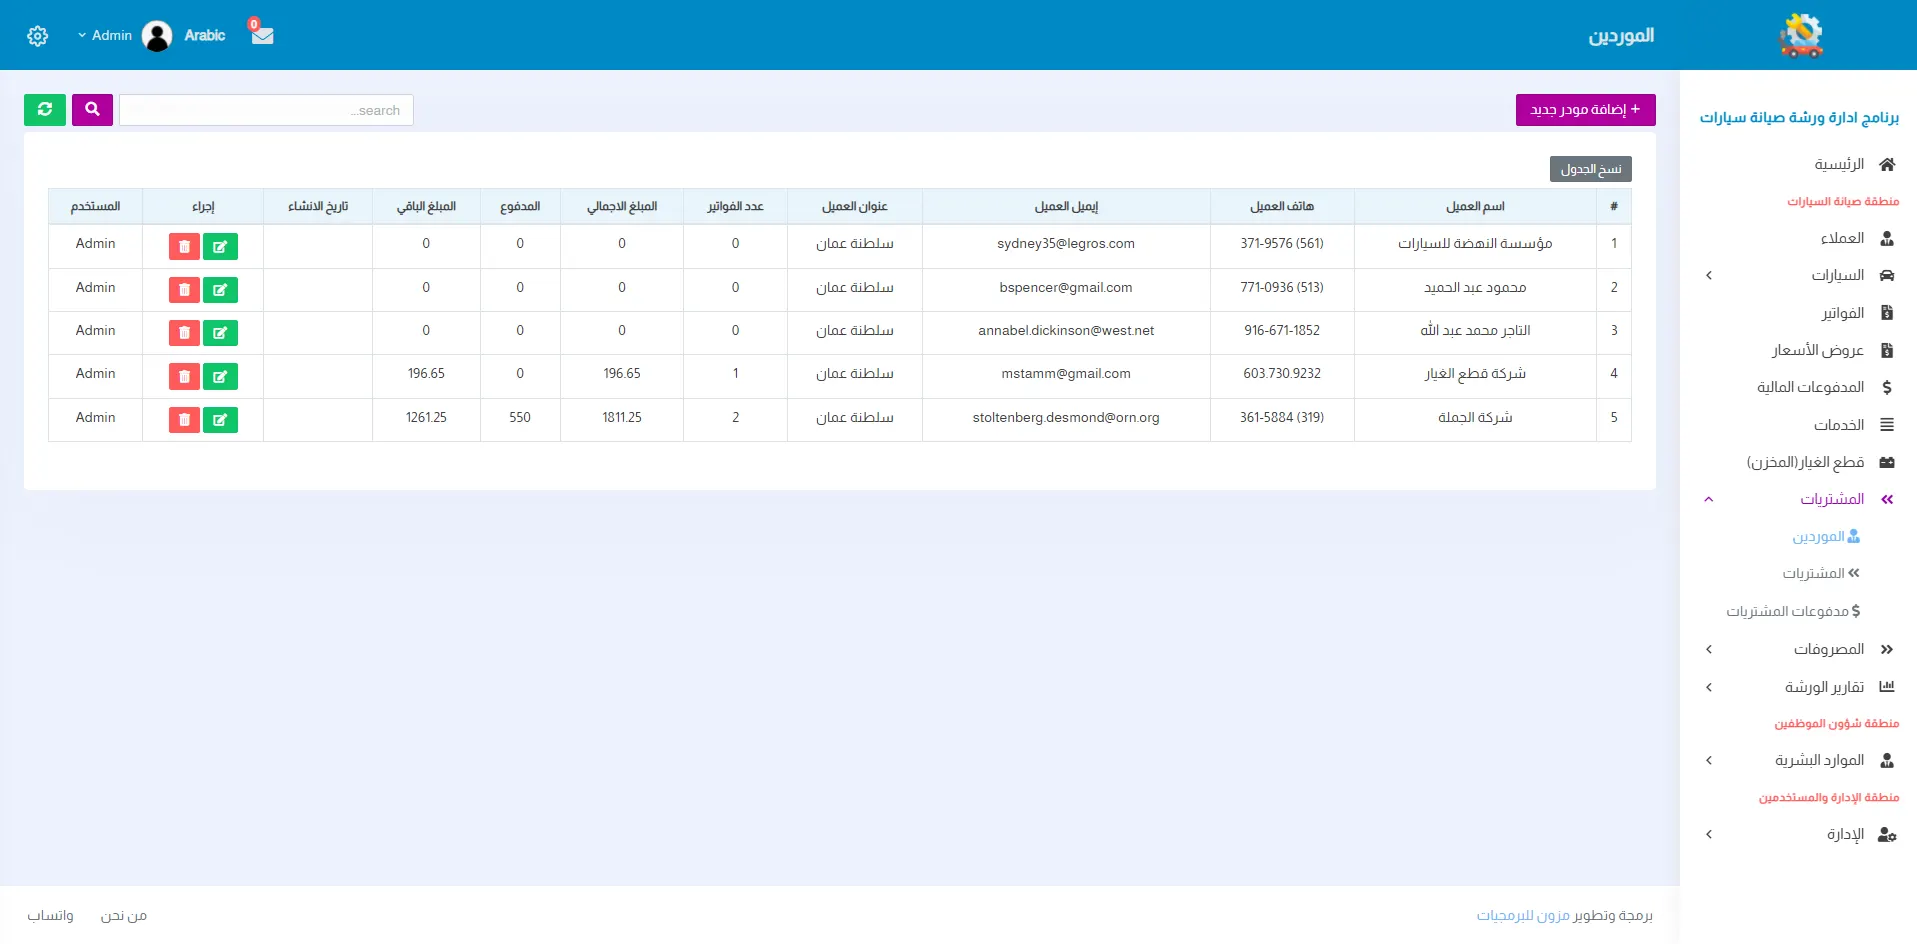 الموردين
0
Arabic
Admin
برنامج ادارة ورشة صيانة سيارات
الرئيسية
منطقة صيانة السيارات
العملاء
السيارات
الفواتير
عروض الأسعار
المدفوعات المالية
الخدمات
قطع الغيار(المخزن)
المشتريات
الموردين
المشتريات
مدفوعات المشتريات
المصروفات
تقارير الورشة
منطقة شؤون الموظفين
الموارد البشرية
منطقة الإدارة والمستخدمين
الإدارة
+ إضافة مودر جديد
search...
نسخ الجدول
# اسم العميل هاتف العميل إيميل العميل عنوان العميل عدد الفواتير المبلغ الاجمالي المدفوع المبلغ الباقي تاريخ الانشاء إجراء المستخدم
1 مؤسسة النهضة للسيارات 371-9576 (561) sydney35@legros.com سلطنة عمان 0 0 0 0 Admin
2 محمود عبد الحميد 771-0936 (513) bspencer@gmail.com سلطنة عمان 0 0 0 0 Admin
3 التاجر محمد عبد الله 916-671-1852 annabel.dickinson@west.net سلطنة عمان 0 0 0 0 Admin
4 شركة قطع الغيار 603.730.9232 mstamm@gmail.com سلطنة عمان 1 196.65 0 196.65 Admin
5 شركة الجملة 361-5884 (319) stoltenberg.desmond@orn.org سلطنة عمان 2 1811.25 550 1261.25 Admin
برمجة وتطوير مزون للبرمجيات
من نحن
واتساب